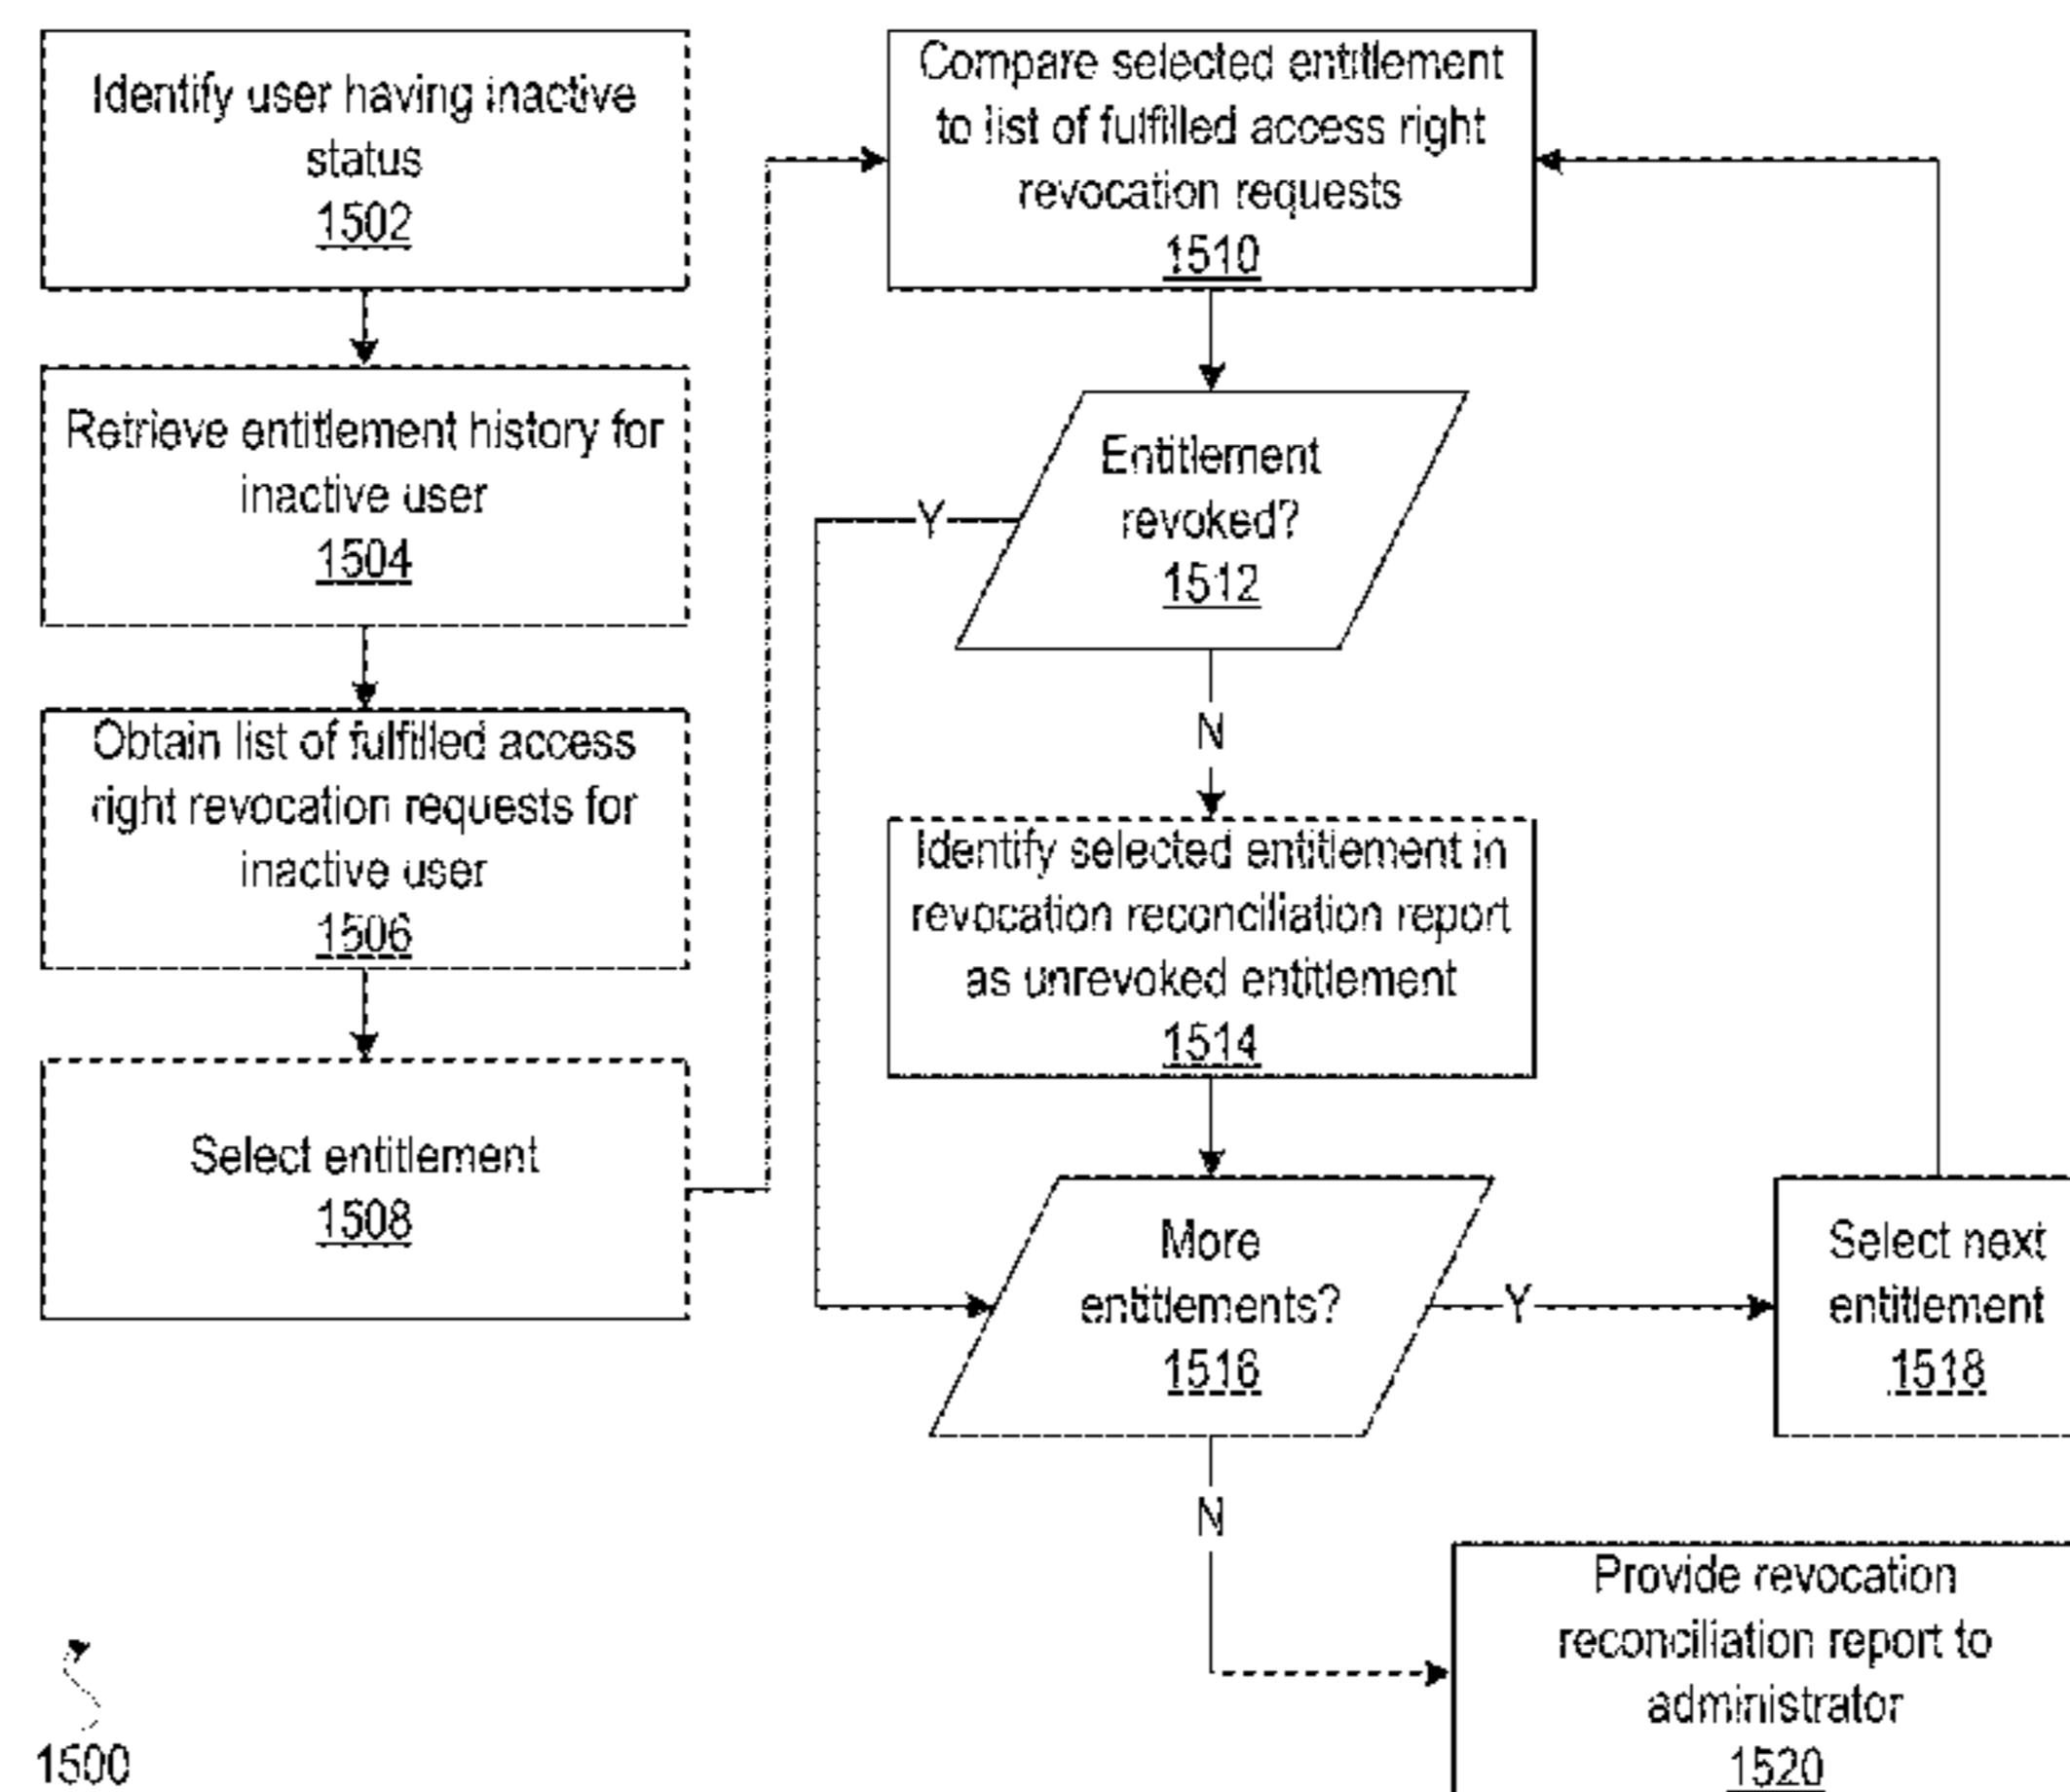 Identify user having inactive
status
1502
Retrieve entitlement history for
inactive user
1504
Obtain list of fulfilled access
right revocation requests for
inactive user
1506
Select entitlement
1508
Compare selected entitlement
to list of fulfilled access right
revocation requests
1510
Entitlement
revoked?
1512
Y
N
Identify selected entitlement in
revocation reconciliation report
as unrevoked entitlement
1514
More
entitlements?
1516
Y
Select next
entitlement
1518
N
Provide revocation
reconciliation report to
administrator
1520
1500